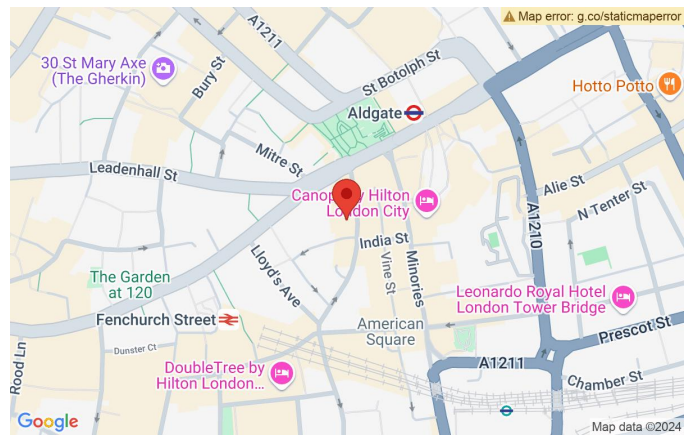 Map error: g.co/staticmaperror
A1211
30 St Mary Axe
(The Gherkin)
Bury St
St Botolph St
Hotto Potto
Aldgate
Mitre St
Leadenhall St
Alie St
Canopy by Hilton
London City
N Tenter St
A1210
India St
Lloyd's Ave
Vine St
Minories
The Garden
at 120
Leonardo Royal Hotel
London Tower Bridge
Fenchurch Street
American
Square
Prescot St
Rood Ln
Dunster Ct
DoubleTree by
Hilton London...
A1211
Chamber St
Google
Map data ©2024